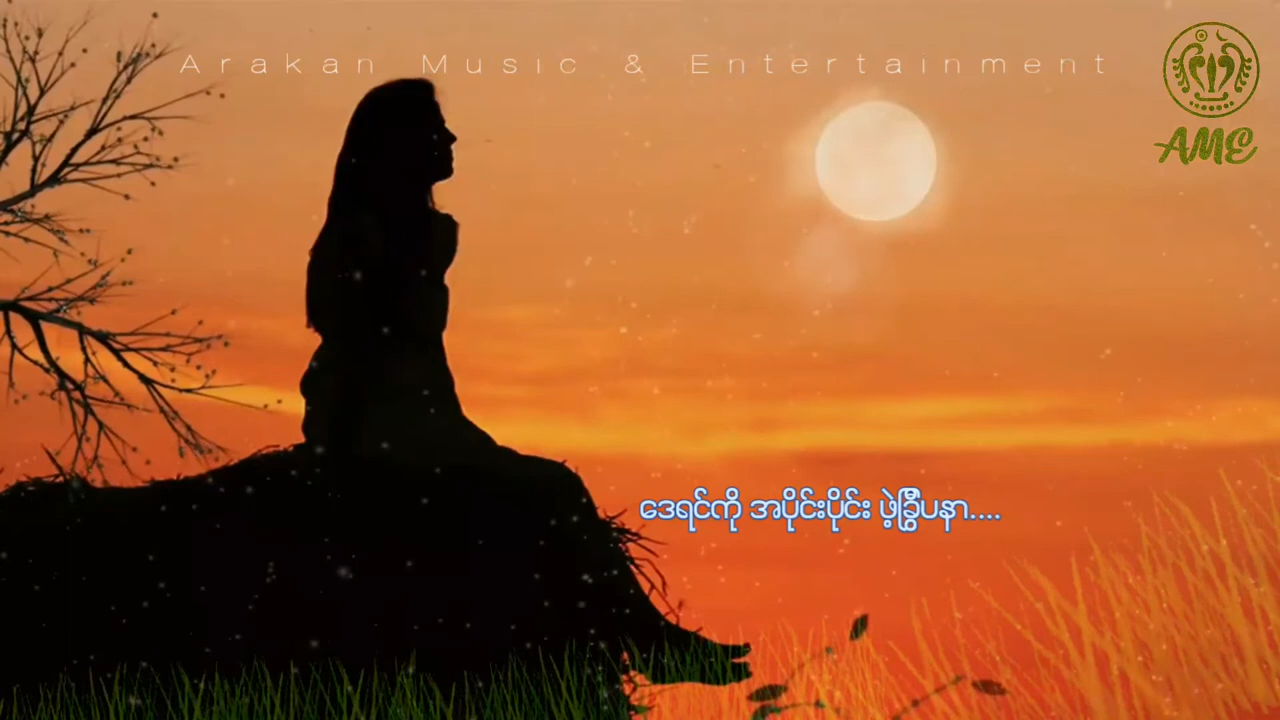 Arakan Music & Entertainment
AME
ဒေရင်ကို အပိုင်းပိုင်း ဖဲ့ခြွီပနာ....